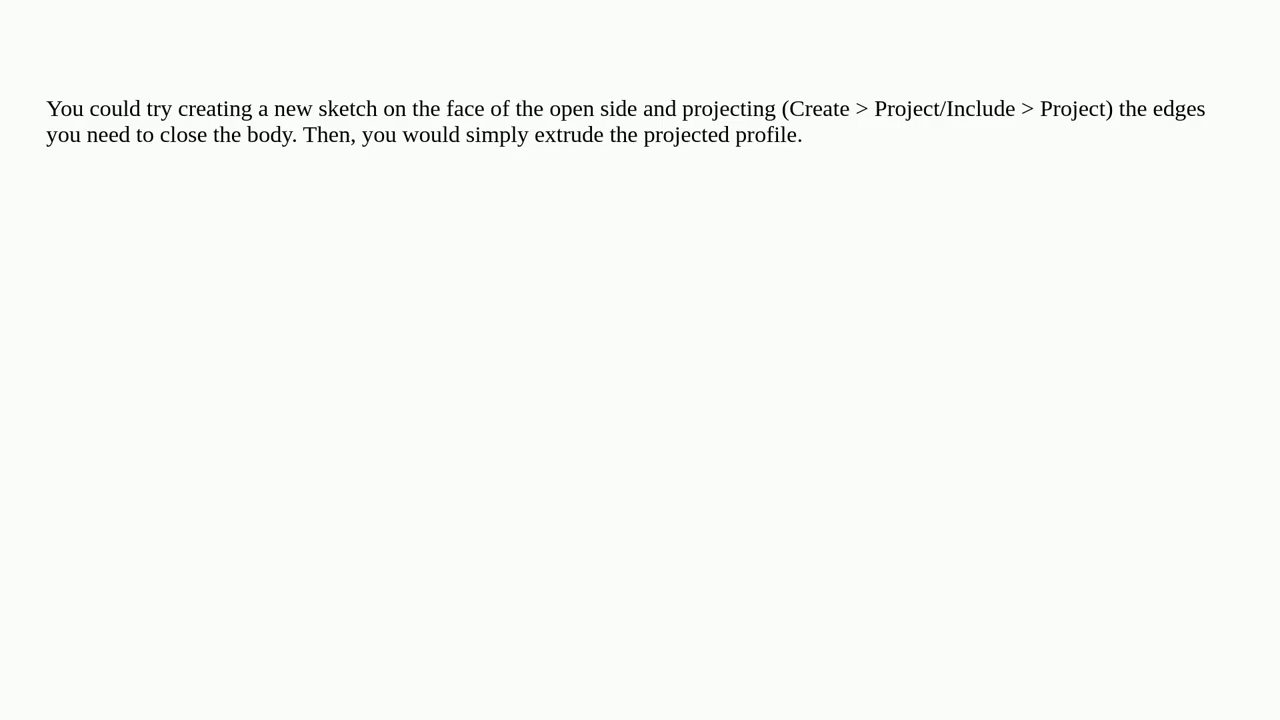 You could try creating a new sketch on the face of the open side and projecting (Create > Project/Include > Project) the edges
you need to close the body. Then, you would simply extrude the projected profile.